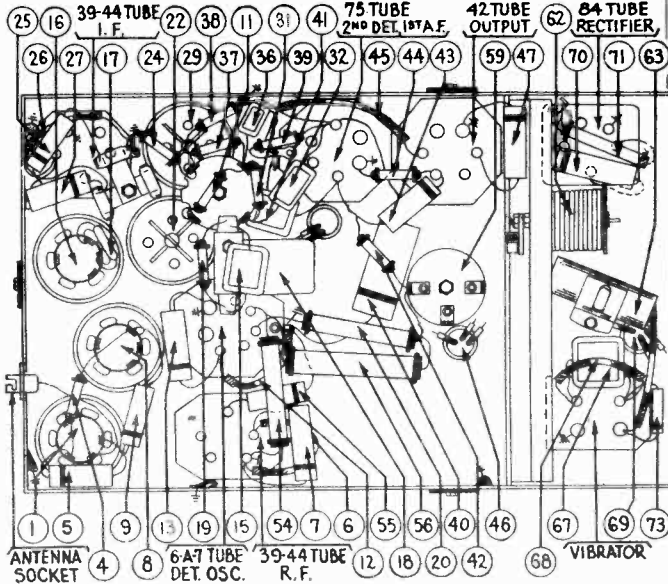 39-44 TUBE I.F.
75 TUBE 2ND DET. 1ST A.F.
42 TUBE OUTPUT
84 TUBE RECTIFIER
25 16 22 38 11 31 41 62
26 27 17 24 29 37 36 39 32 45 44 43 59 47 70 71 63
1 5 9 13 19 15 54 7 6 55 56 40 46 67 69 73
4 8 12 18 20 42 68
ANTENNA SOCKET
6-A-7 TUBE DET. OSC.
39-44 TUBE R.F.
VIBRATOR